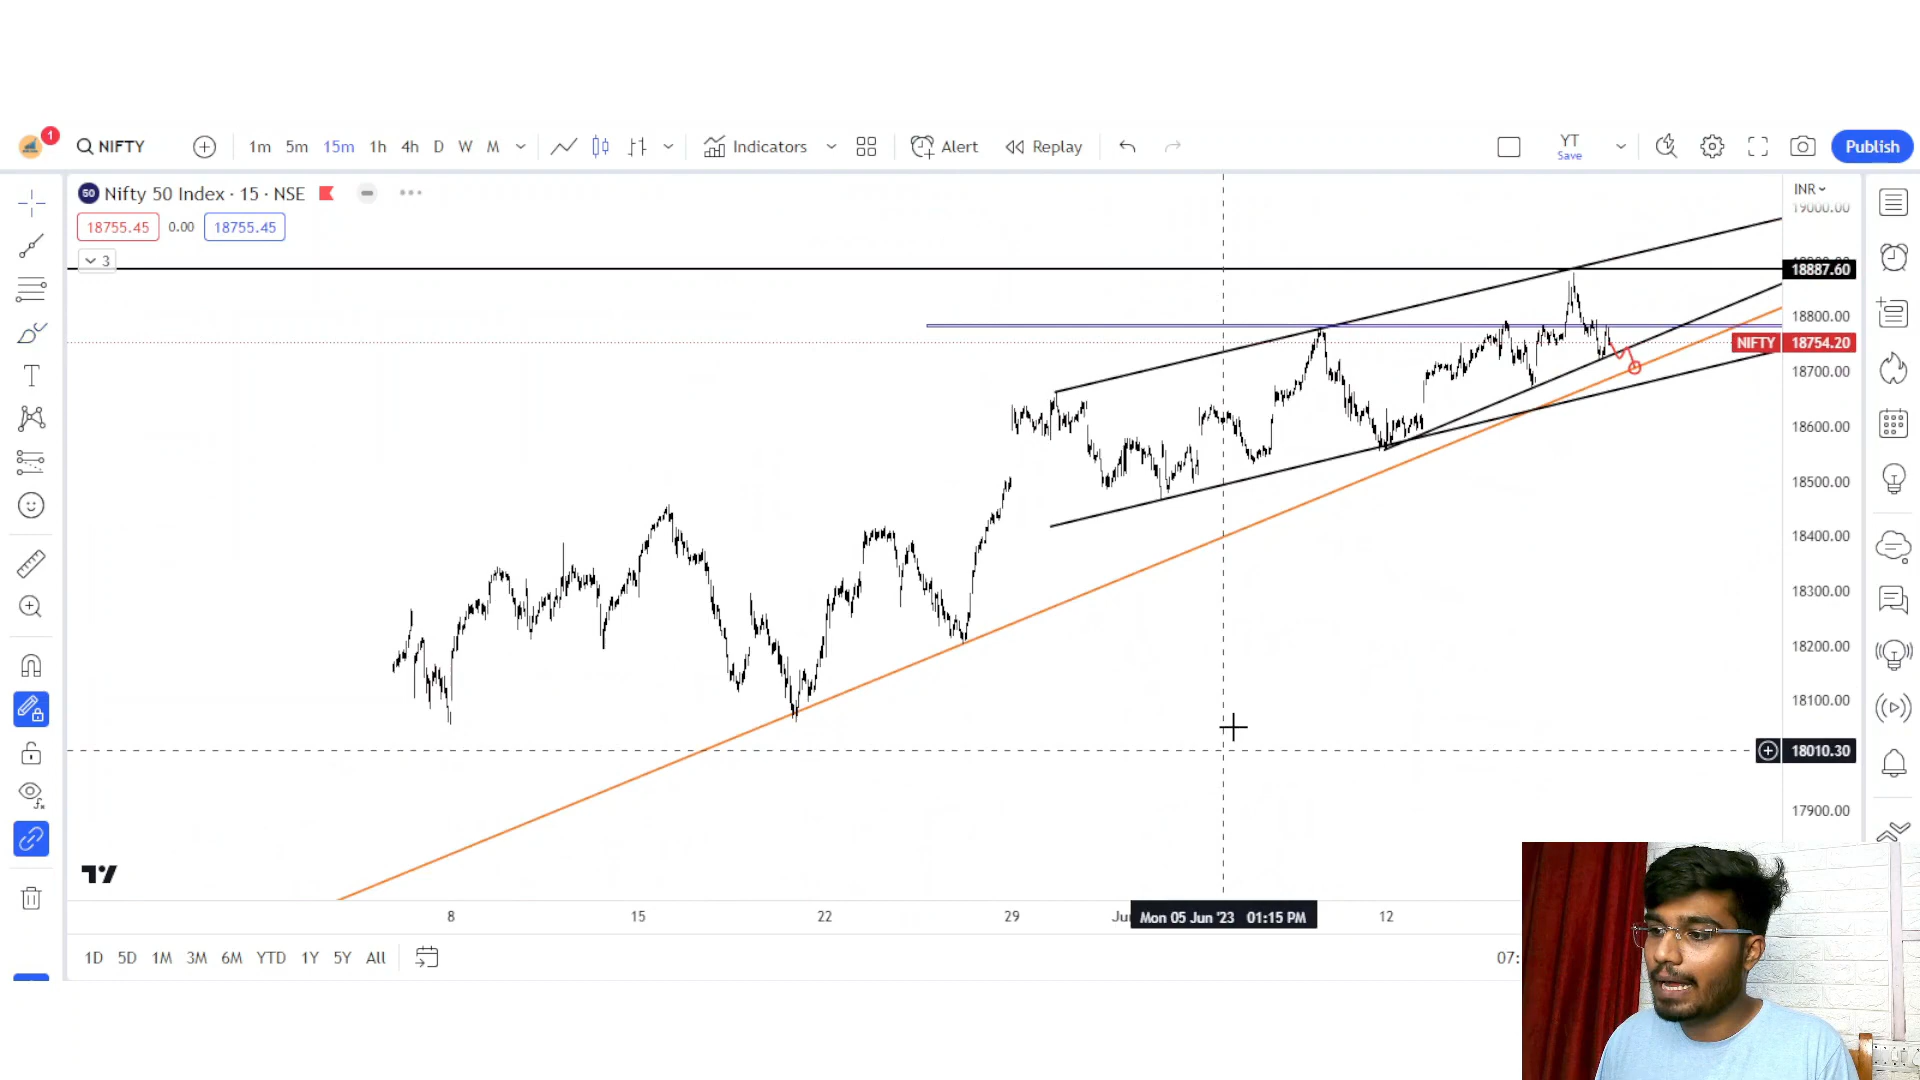 1
NIFTY
1m 5m 15m 1h 4h D W M
Indicators
Alert
Replay
YT
Save
Publish
50 Nifty 50 Index · 15 · NSE
INR
18755.45 0.00 18755.45
3
19000.00
18887.60
18800.00
NIFTY 18754.20
18700.00
18600.00
18500.00
18400.00
18300.00
18200.00
18100.00
18010.30
17900.00
T
8 15 22 29 Mon 05 Jun '23 01:15 PM 12
1D 5D 1M 3M 6M YTD 1Y 5Y All
07: